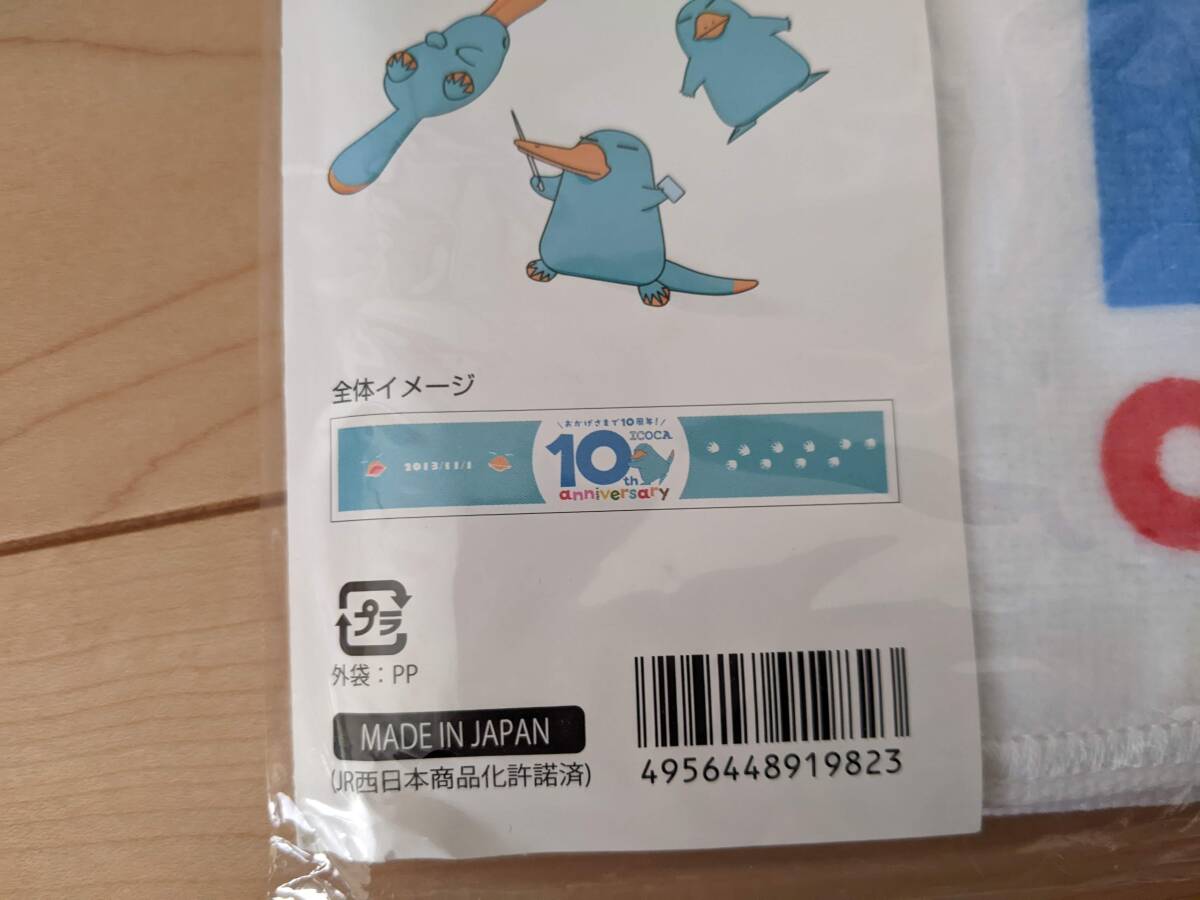 全体イメージ
\おかげさまで10周年!/
ICOCA
10th
anniversary
2013/11/1
プラ
外袋：PP
MADE IN JAPAN
(JR西日本商品化許諾済)
4956448919823